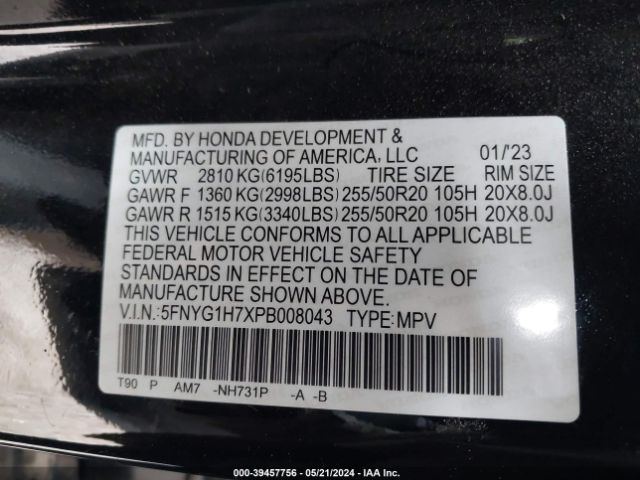 MFD. BY HONDA DEVELOPMENT &
MANUFACTURING OF AMERICA, LLC 01/'23
GVWR 2810 KG(6195LBS) TIRE SIZE RIM SIZE
GAWR F 1360 KG(2998LBS) 255/50R20 105H 20X8.0J
GAWR R 1515 KG(3340LBS) 255/50R20 105H 20X8.0J
THIS VEHICLE CONFORMS TO ALL APPLICABLE
FEDERAL MOTOR VEHICLE SAFETY
STANDARDS IN EFFECT ON THE DATE OF
MANUFACTURE SHOWN ABOVE.
V.I.N.:5FNYG1H7XPB008043 TYPE:MPV
T90 P AM7 -NH731P -A -B
000-39457756 - 05/21/2024 - IAA Inc.